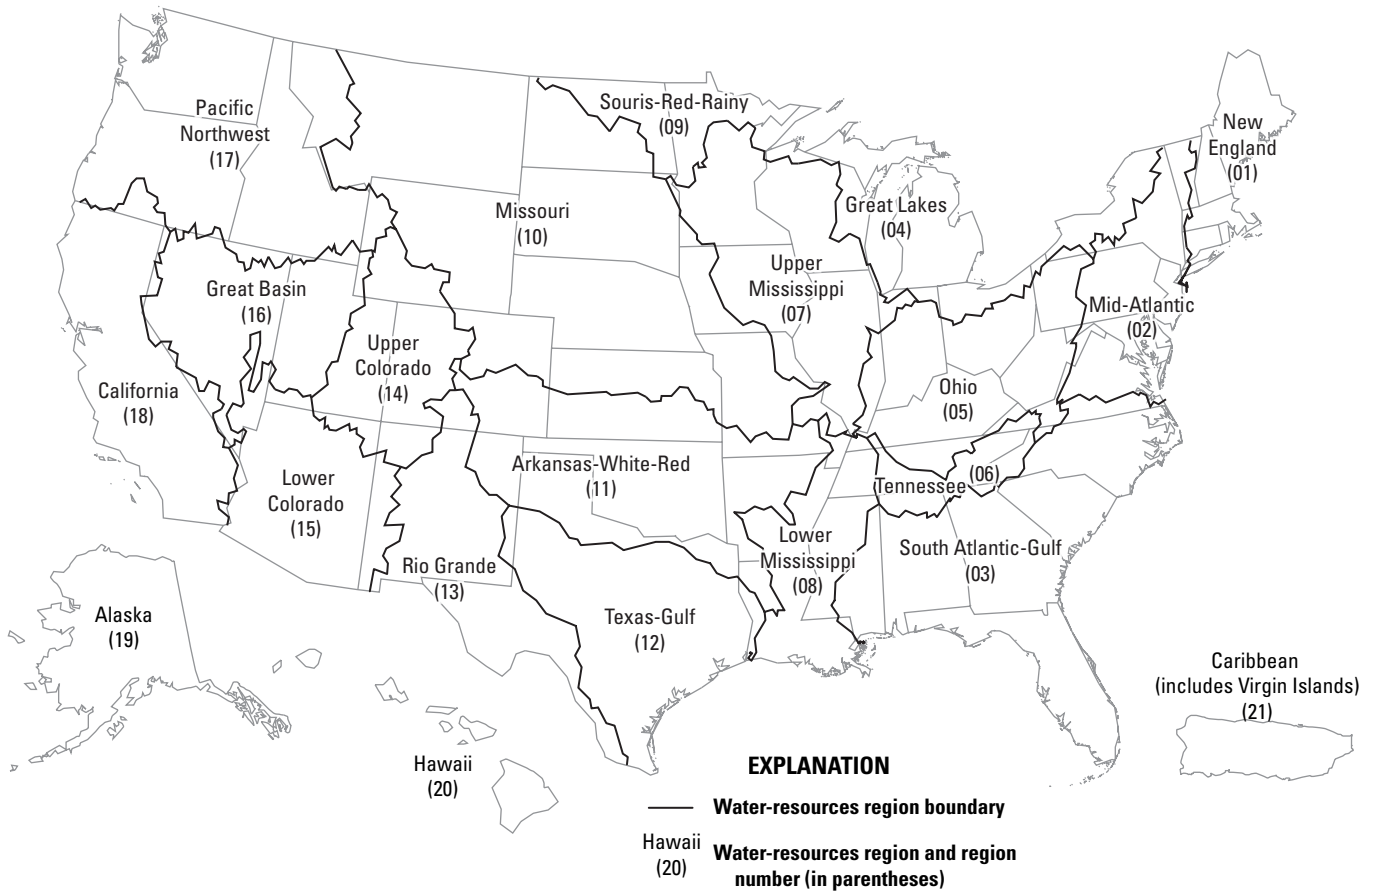 Pacific
Northwest
(17)
Souris-Red-Rainy
(09)
New
England
(01)
Missouri
(10)
Great Lakes
(04)
Great Basin
(16)
Upper
Mississippi
(07)
Mid-Atlantic
(02)
Upper
Colorado
(14)
California
(18)
Ohio
(05)
Arkansas-White-Red
(11)
Lower
Colorado
(15)
(06)
Tennessee
Lower
Mississippi
(08)
South Atlantic-Gulf
(03)
Rio Grande
(13)
Texas-Gulf
(12)
Alaska
(19)
Caribbean
(includes Virgin Islands)
(21)
Hawaii
(20)
EXPLANATION
Water-resources region boundary
Hawaii
(20)
Water-resources region and region
number (in parentheses)